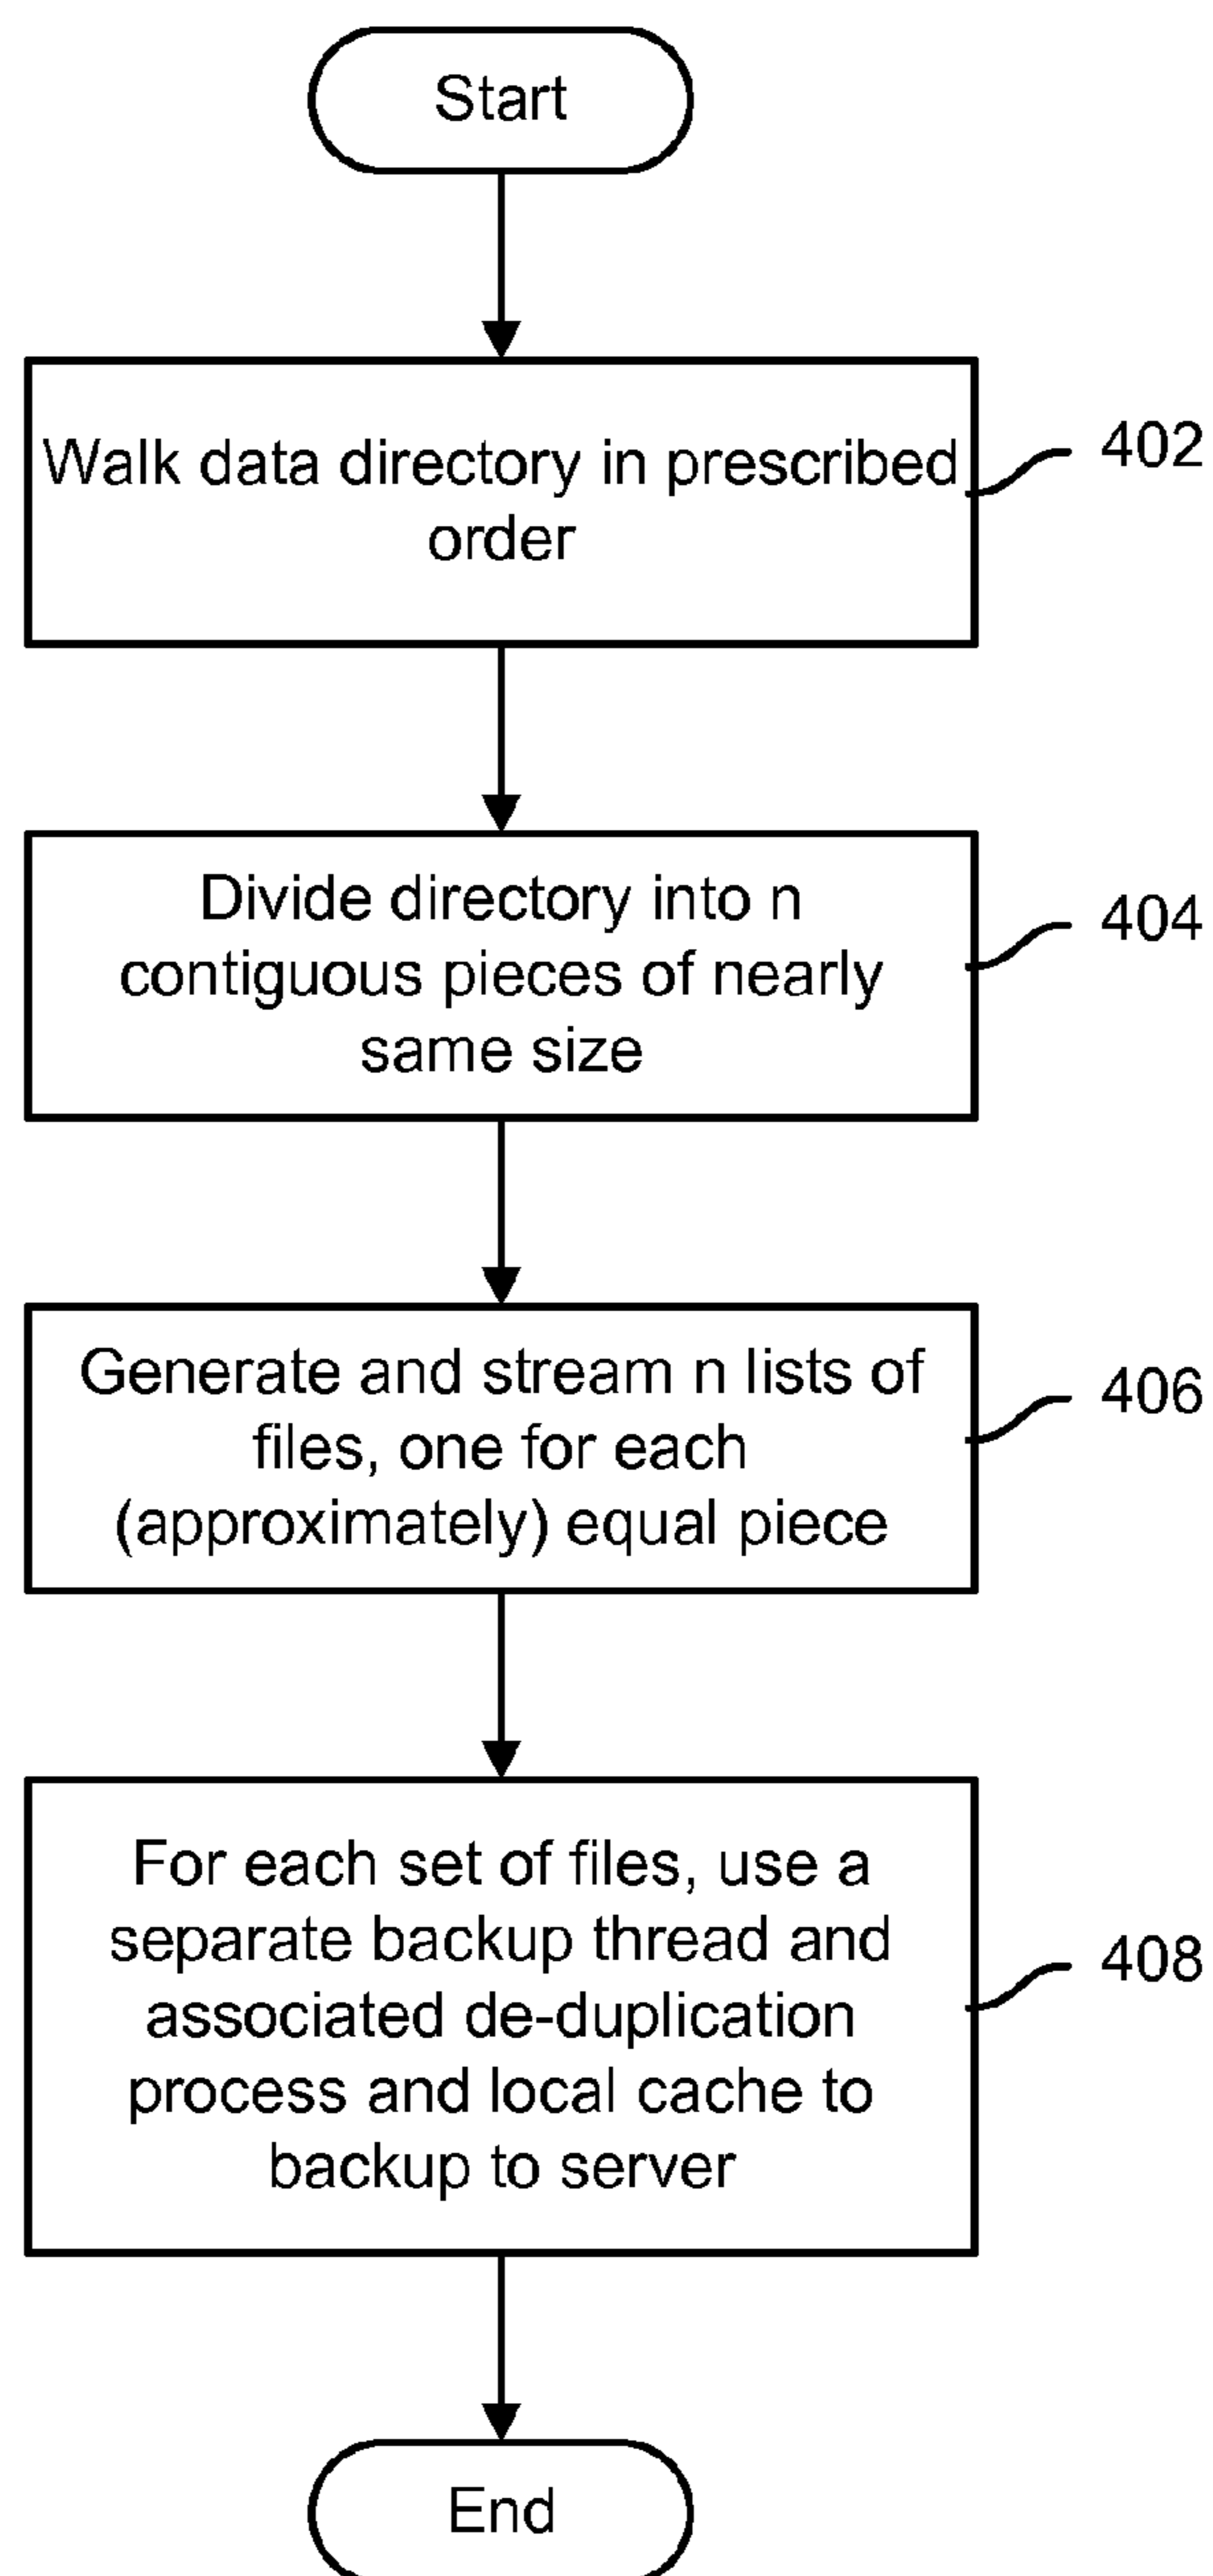 Start
Walk data directory in prescribed
order
402
Divide directory into n
contiguous pieces of nearly
same size
404
Generate and stream n lists of
files, one for each
(approximately) equal piece
406
For each set of files, use a
separate backup thread and
associated de-duplication
process and local cache to
backup to server
408
End